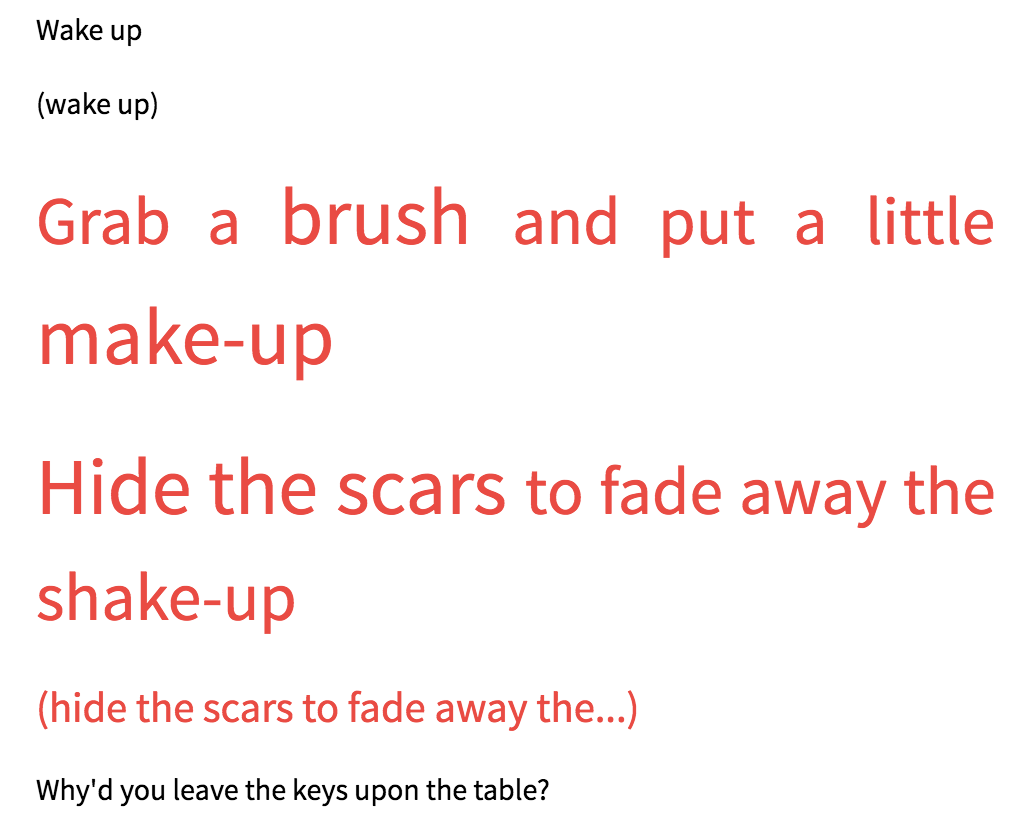 Wake up
(wake up)
Grab a brush and put a little
make-up
Hide the scars to fade away the
shake-up
(hide the scars to fade away the...)
Why'd you leave the keys upon the table?